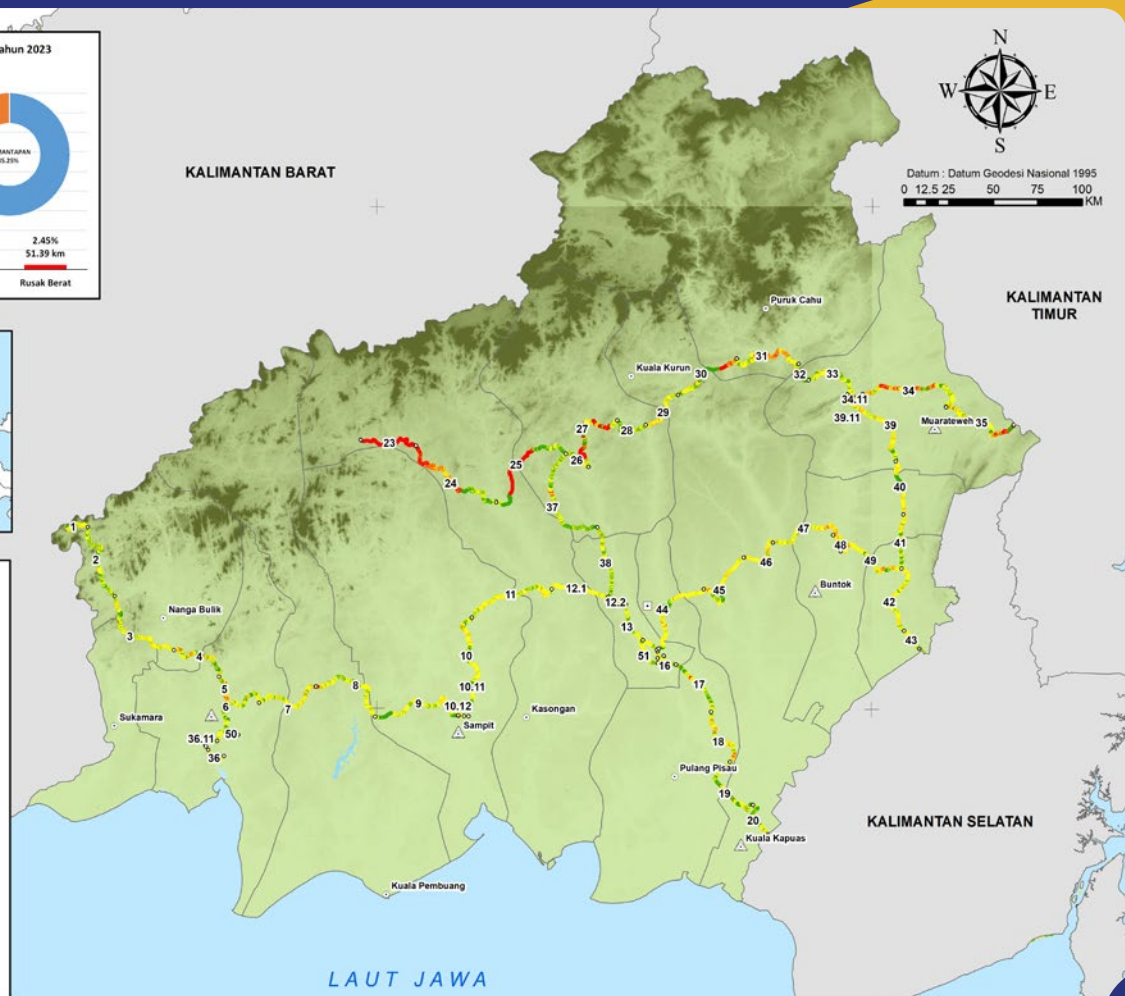 ahun 2023
2.45%
51.39 km
Rusak Berat
N
W
E
S
Datum : Datum Geodesi Nasional 1995
0 12.5 25 50 75 100
KM
KALIMANTAN BARAT
KALIMANTAN
TIMUR
KALIMANTAN SELATAN
LAUT JAWA
Puruk Cahu
Kuala Kurun
Muarateweh
Nanga Bulik
Buntok
Sukamara
Sampit
Kasongan
Pulang Pisau
Kuala Kapuas
Kuala Pembuang
31
30
32
33
34
34.11
39.11
39
35
29
27
28
23
26
25
24
40
37
1
47
41
48
2
38
46
49
12.1
45
11
12.2
42
44
13
3
43
10
51
4
16
17
8
10.11
5
9
10.12
6
7
50
36.11
18
36
19
20